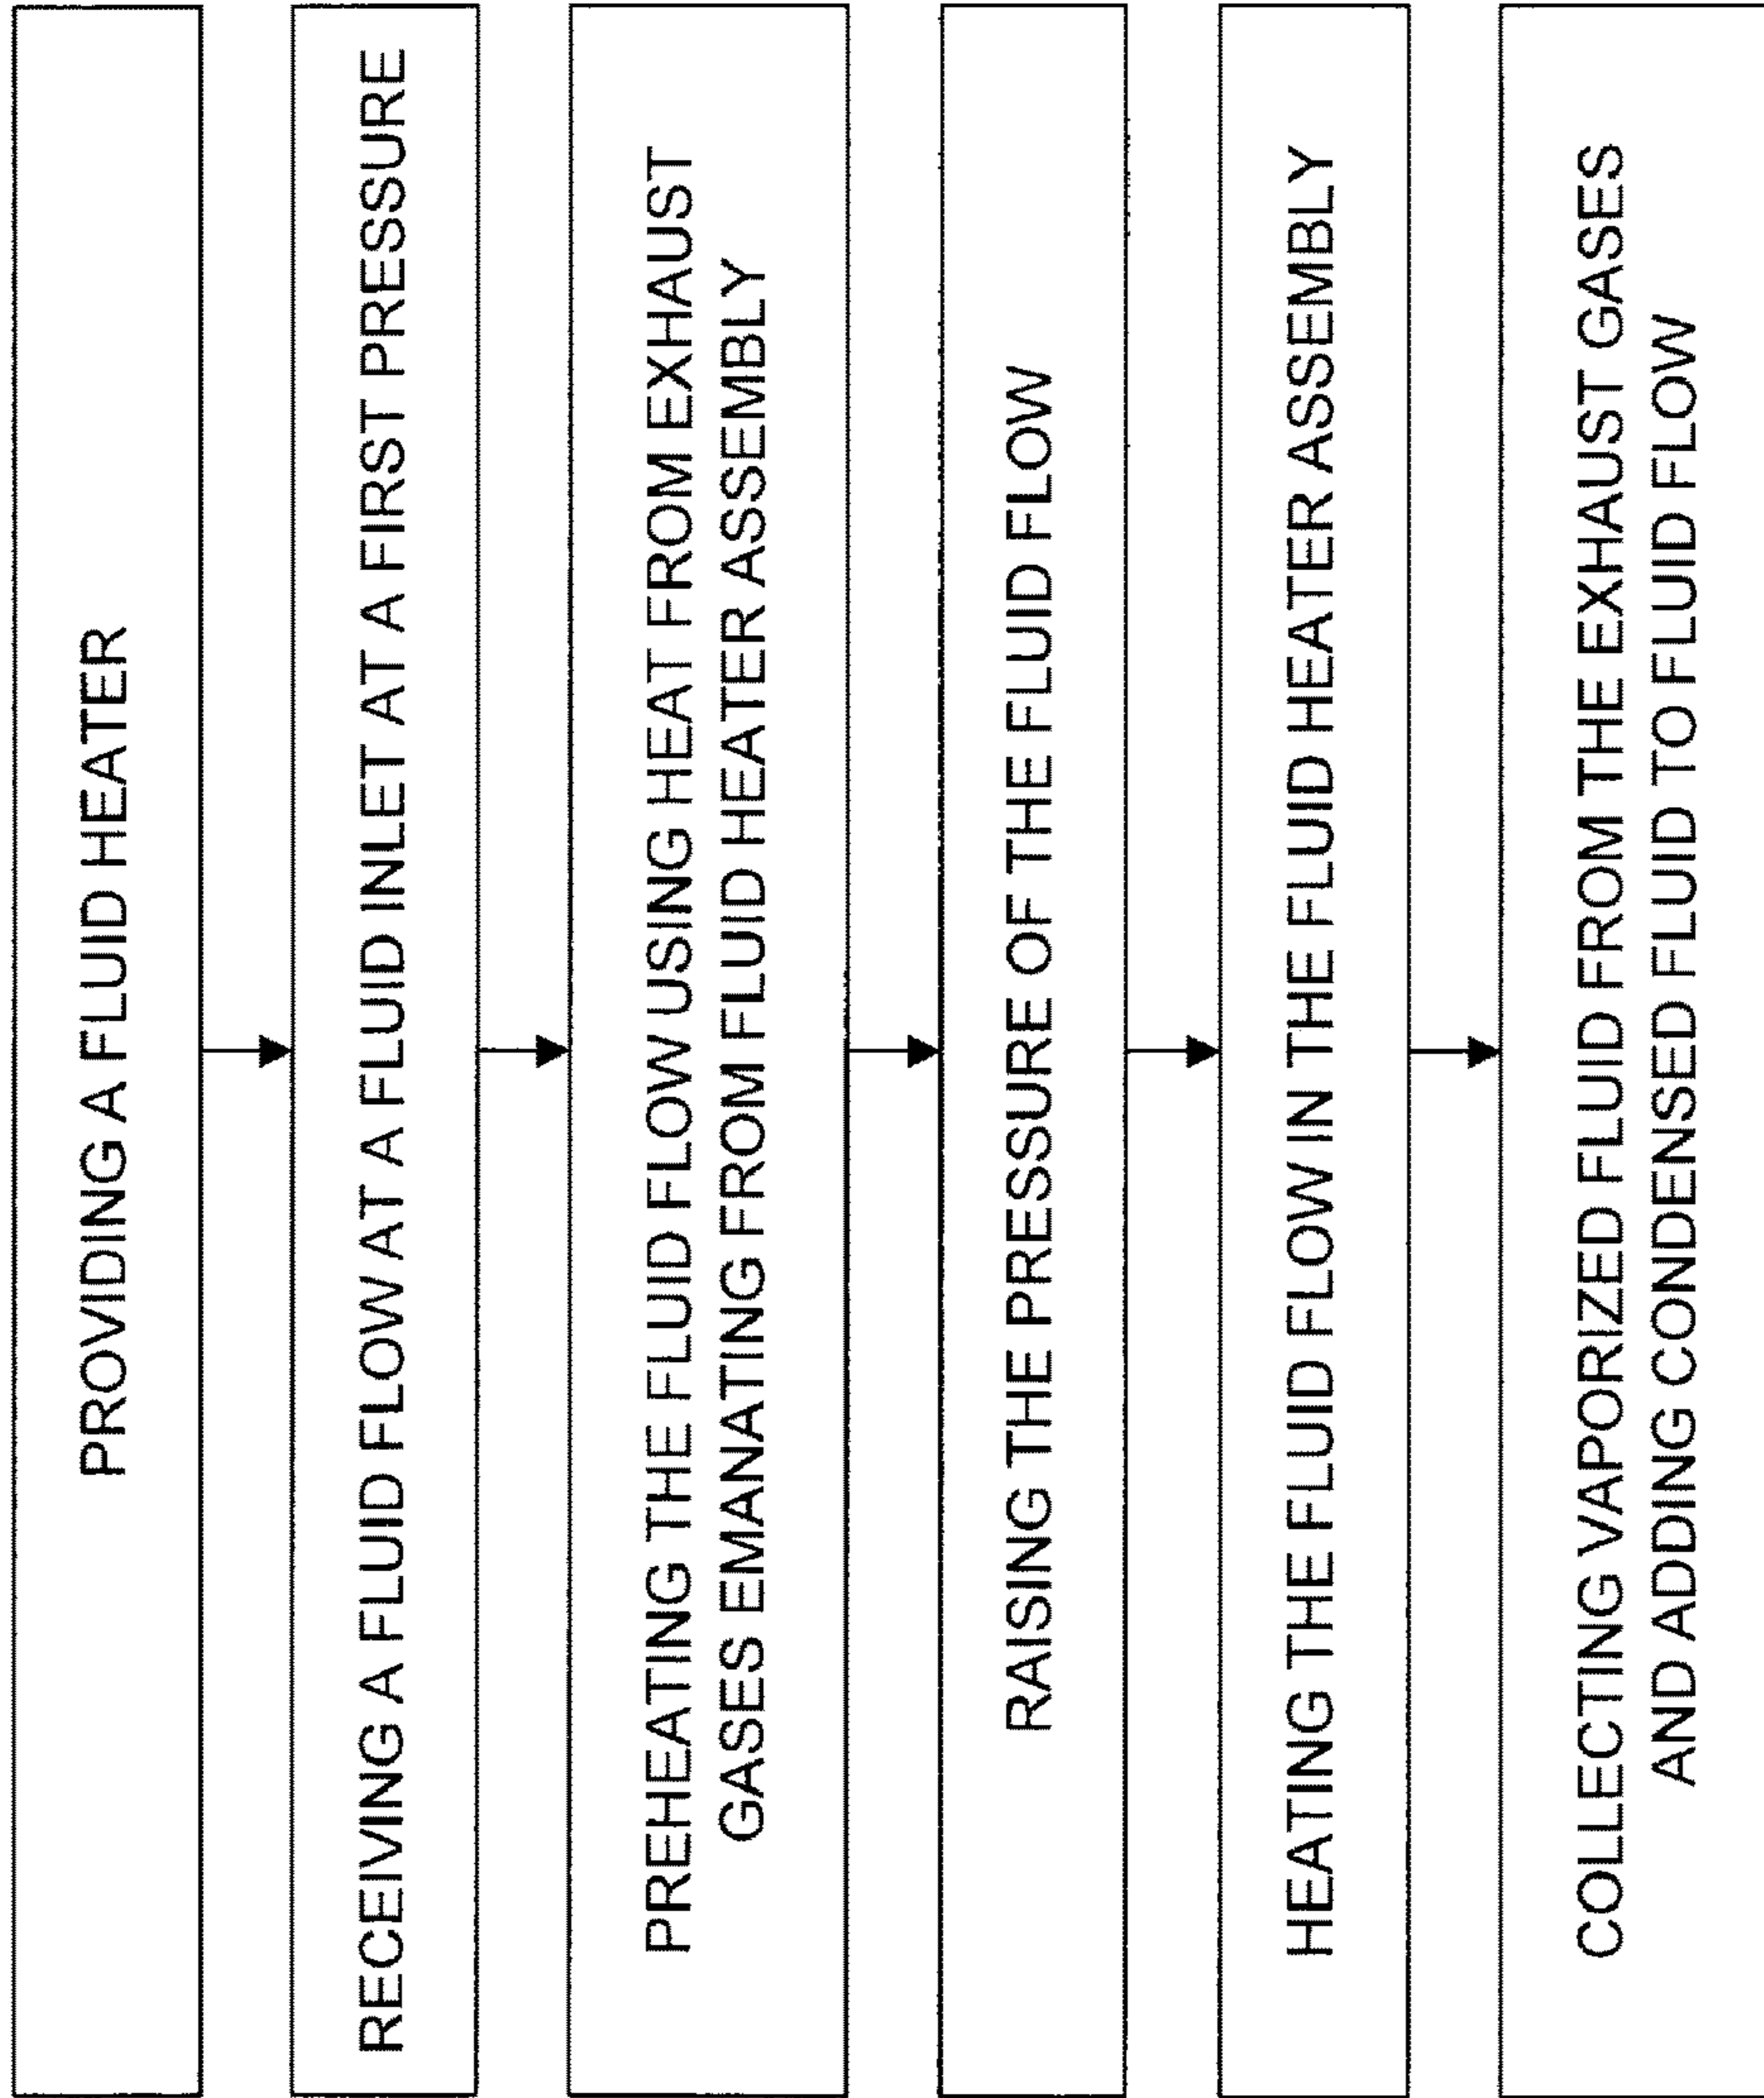 PROVIDING A FLUID HEATER
RECEIVING A FLUID FLOW AT A FLUID INLET AT A FIRST PRESSURE
PREHEATING THE FLUID FLOW USING HEAT FROM EXHAUST
GASES EMANATING FROM FLUID HEATER ASSEMBLY
RAISING THE PRESSURE OF THE FLUID FLOW
HEATING THE FLUID FLOW IN THE FLUID HEATER ASSEMBLY
COLLECTING VAPORIZED FLUID FROM THE EXHAUST GASES
AND ADDING CONDENSED FLUID TO FLUID FLOW